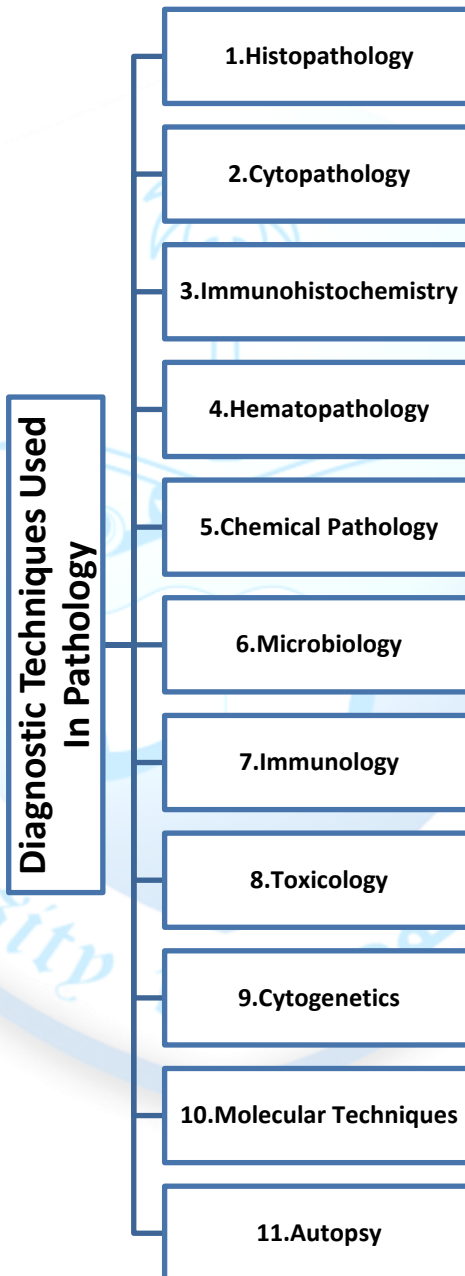 Diagnostic Techniques Used
In Pathology
1.Histopathology
2.Cytopathology
3.Immunohistochemistry
4.Hematopathology
5.Chemical Pathology
6.Microbiology
7.Immunology
8.Toxicology
9.Cytogenetics
10.Molecular Techniques
11.Autopsy